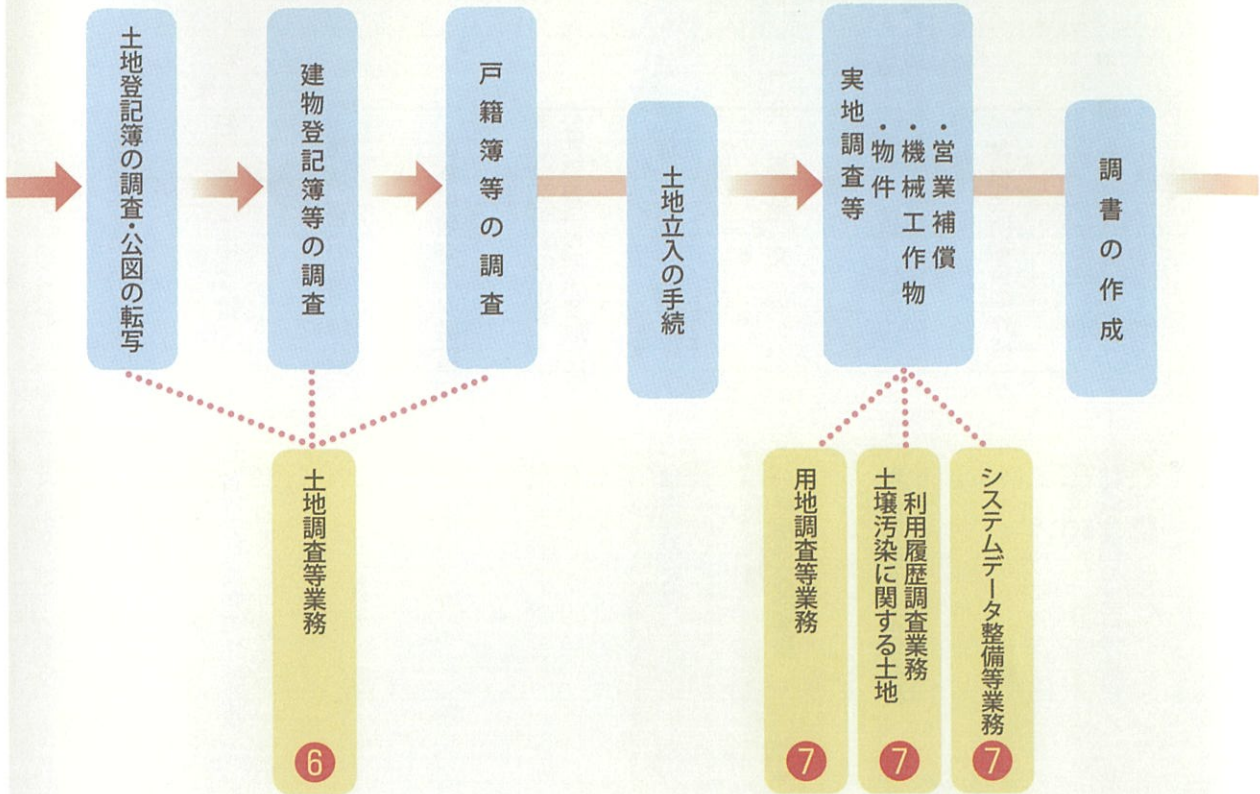 土地登記簿の調査・公図の転写
建物登記簿等の調査
戸籍簿等の調査
土地立入の手続
実地調査等
・物件
・機械工作物
・営業補償
調書の作成
土地調査等業務
6
用地調査等業務
7
土壌汚染に関する土地
利用履歴調査業務
7
システムデータ整備等業務
7